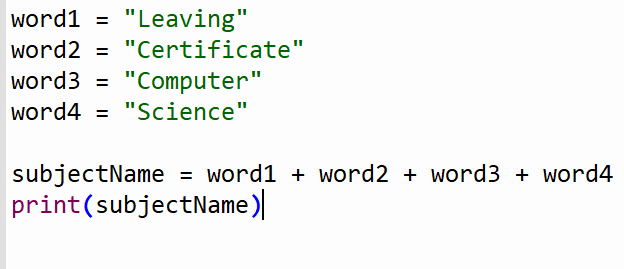 word1 = "Leaving"
word2 = "Certificate"
word3 = "Computer"
word4 = "Science"
subjectName = word1 + word2 + word3 + word4
print(subjectName)